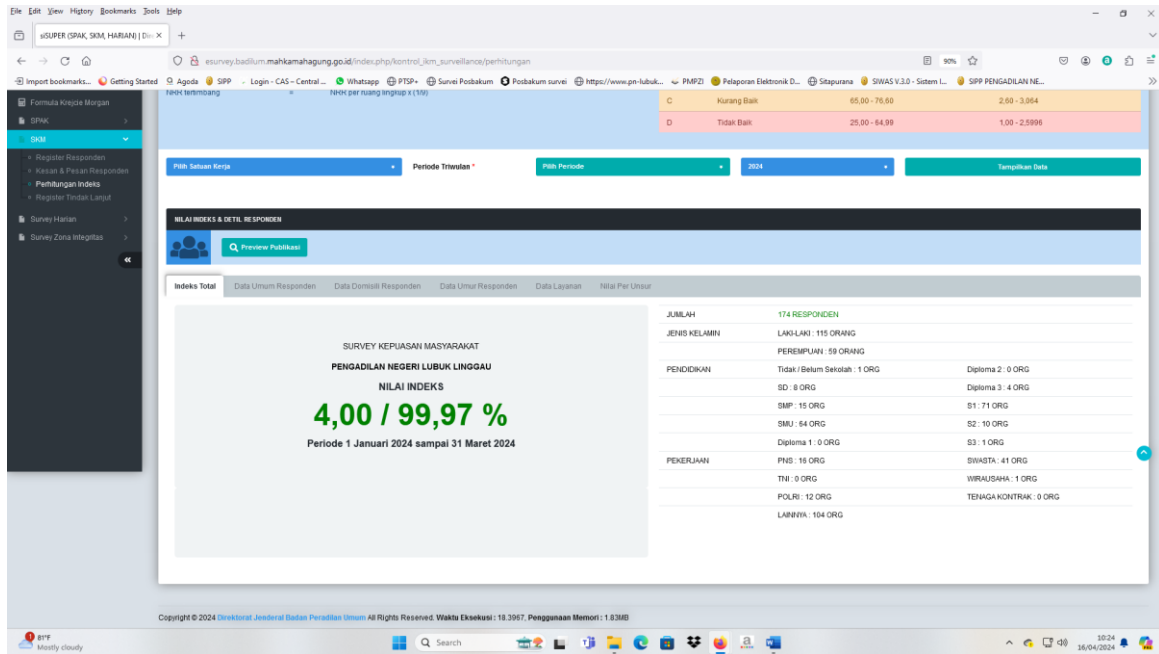 File Edit View History Bookmarks Tools Help
siSUPER (SPAK, SKM, HARIAN) | Dir
esurvey.badilum.mahkamahagung.go.id/index.php/kontrol_ikm_surveillance/perhitungan
90%
Import bookmarks... Getting Started Agoda SIPP Login - CAS – Central ... Whatsapp PTSP+ Survei Posbakum Posbakum survei https://www.pn-lubuk... PMPZI Pelaporan Elektronik D... Sitapurana SIWAS V.3.0 - Sistem I... SIPP PENGADILAN NE...
Formula Krejcie Morgan
SPAK
SKM
Register Responden
Kesan & Pesan Responden
Perhitungan Indeks
Register Tindak Lanjut
Survey Harian
Survey Zona Integritas
NRR tertimbang = NRR per ruang lingkup x (1/9)
C Kurang Baik 65,00 - 76,60 2,60 - 3,064
D Tidak Baik 25,00 - 64,99 1,00 - 2,5996
Pilih Satuan Kerja Periode Triwulan * Pilih Periode 2024 Tampilkan Data
NILAI INDEKS & DETIL RESPONDEN
Preview Publikasi
Indeks Total Data Umum Responden Data Domisili Responden Data Umur Responden Data Layanan Nilai Per Unsur
SURVEY KEPUASAN MASYARAKAT
PENGADILAN NEGERI LUBUK LINGGAU
NILAI INDEKS
4,00 / 99,97 %
Periode 1 Januari 2024 sampai 31 Maret 2024
JUMLAH 174 RESPONDEN
JENIS KELAMIN LAKI-LAKI : 115 ORANG
PEREMPUAN : 59 ORANG
PENDIDIKAN Tidak / Belum Sekolah : 1 ORG Diploma 2 : 0 ORG
SD : 8 ORG Diploma 3 : 4 ORG
SMP : 15 ORG S1 : 71 ORG
SMU : 64 ORG S2 : 10 ORG
Diploma 1 : 0 ORG S3 : 1 ORG
PEKERJAAN PNS : 16 ORG SWASTA : 41 ORG
TNI : 0 ORG WIRAUSAHA : 1 ORG
POLRI : 12 ORG TENAGA KONTRAK : 0 ORG
LAINNYA : 104 ORG
Copyright © 2024 Direktorat Jenderal Badan Peradilan Umum All Rights Reserved. Waktu Eksekusi : 18.3967, Penggunaan Memori : 1.83MB
81°F
Mostly cloudy
Search
10:24
16/04/2024